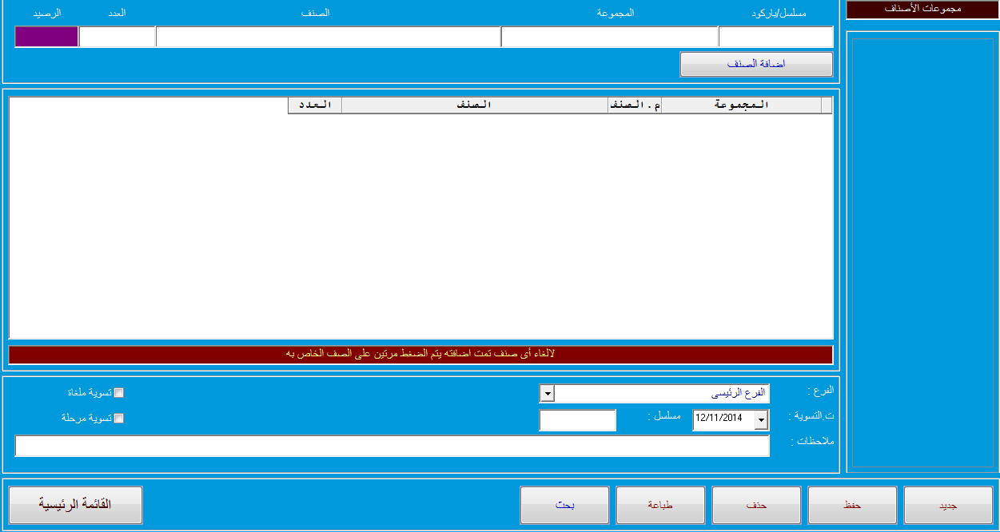 مجموعات الأصناف
مسلسل/باركود المجموعة الصنف العدد الرصيد
اضافة الصنف
المجموعة م.الصنف الصنف العدد
لالغاء أى صنف تمت اضافته يتم الضغط مرتين على الصف الخاص به
الفرع : الفرع الرئيسى تسوية ملغاة
ت.التسوية : 12/11/2014 مسلسل : تسوية مرحلة
ملاحظات :
جديد حفظ حذف طباعة بحث القائمة الرئيسية